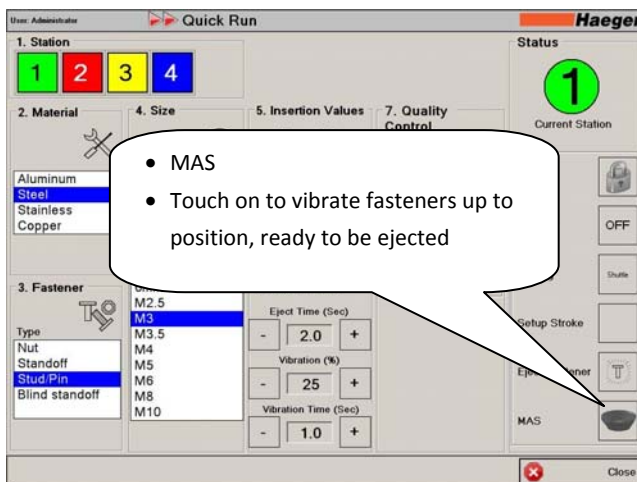 User: Administrator
Quick Run
Haeger
1. Station
Status
1
2
3
4
1
Current Station
2. Material
4. Size
5. Insertion Values
7. Quality
Control
Aluminum
Steel
Stainless
Copper
• MAS
• Touch on to vibrate fasteners up to
position, ready to be ejected
OFF
Shuttle
3. Fastener
Type
Nut
Standoff
Stud/Pin
Blind standoff
M2.5
M3
M3.5
M4
M5
M6
M8
M10
Eject Time (Sec)
- 2.0 +
Vibration (%)
- 25 +
Vibration Time (Sec)
- 1.0 +
Setup Stroke
MAS
Close